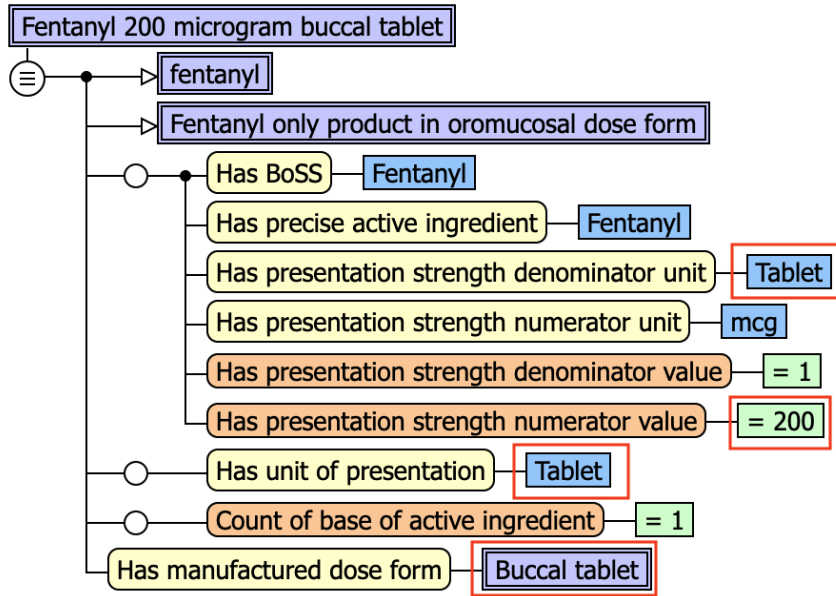 Fentanyl 200 microgram buccal tablet
fentanyl
Fentanyl only product in oromucosal dose form
Has BoSS Fentanyl
Has precise active ingredient Fentanyl
Has presentation strength denominator unit Tablet
Has presentation strength numerator unit mcg
Has presentation strength denominator value = 1
Has presentation strength numerator value = 200
Has unit of presentation Tablet
Count of base of active ingredient = 1
Has manufactured dose form Buccal tablet